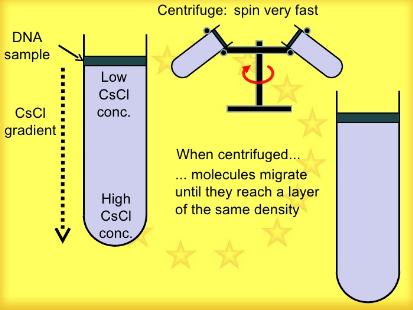 Centrifuge: spin very fast
DNA
sample
Low
CsCl
conc.
CsCl
gradient
High
CsCl
conc.
When centrifuged...
... molecules migrate
until they reach a layer
of the same density